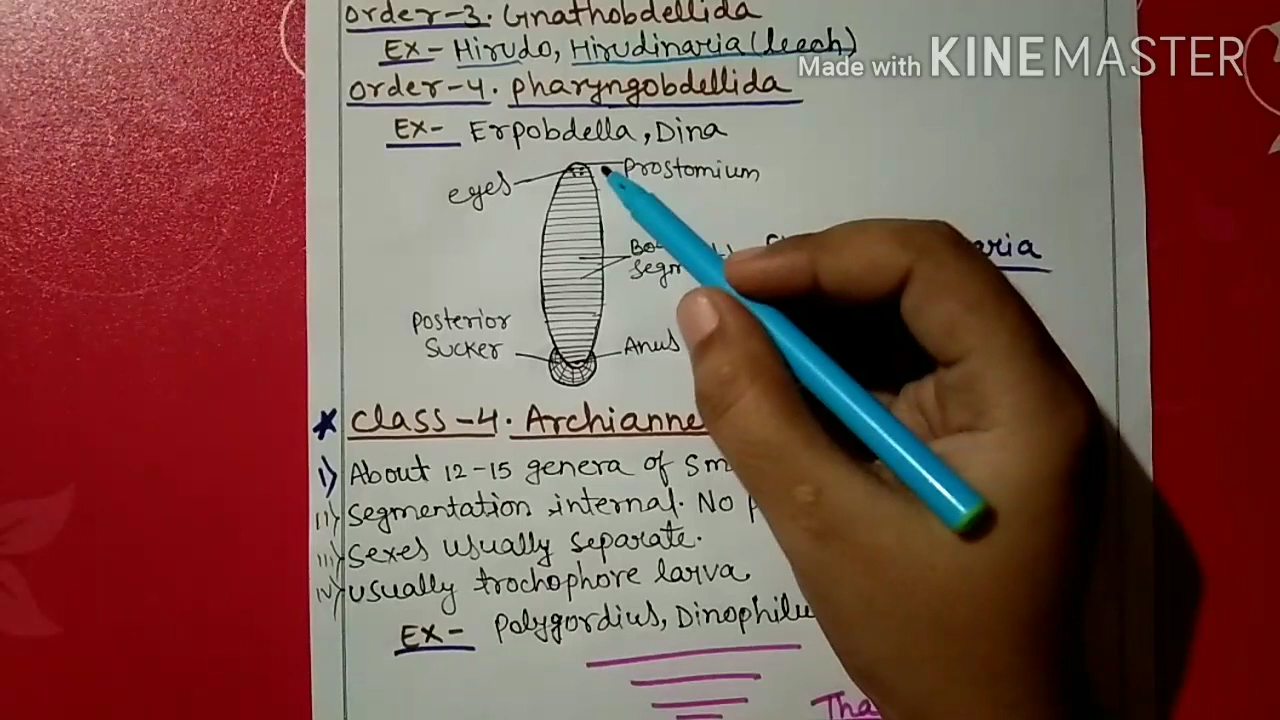 Order-3. Gnathobdellida
Ex- Hirudo, Hirudinaria (leech)
Made with KINEMASTER
order-4. pharyngobdellida
Ex- Erpobdella, Dina
prostomium
eyes
segm
posterior
sucker
Anus
class-4. Archianne
i) About 12-15 genera of sm
ii) segmentation internal. No p
iii) sexes usually separate.
iv) usually trochophore larva.
Ex- polygordius, Dinophilu
Tha